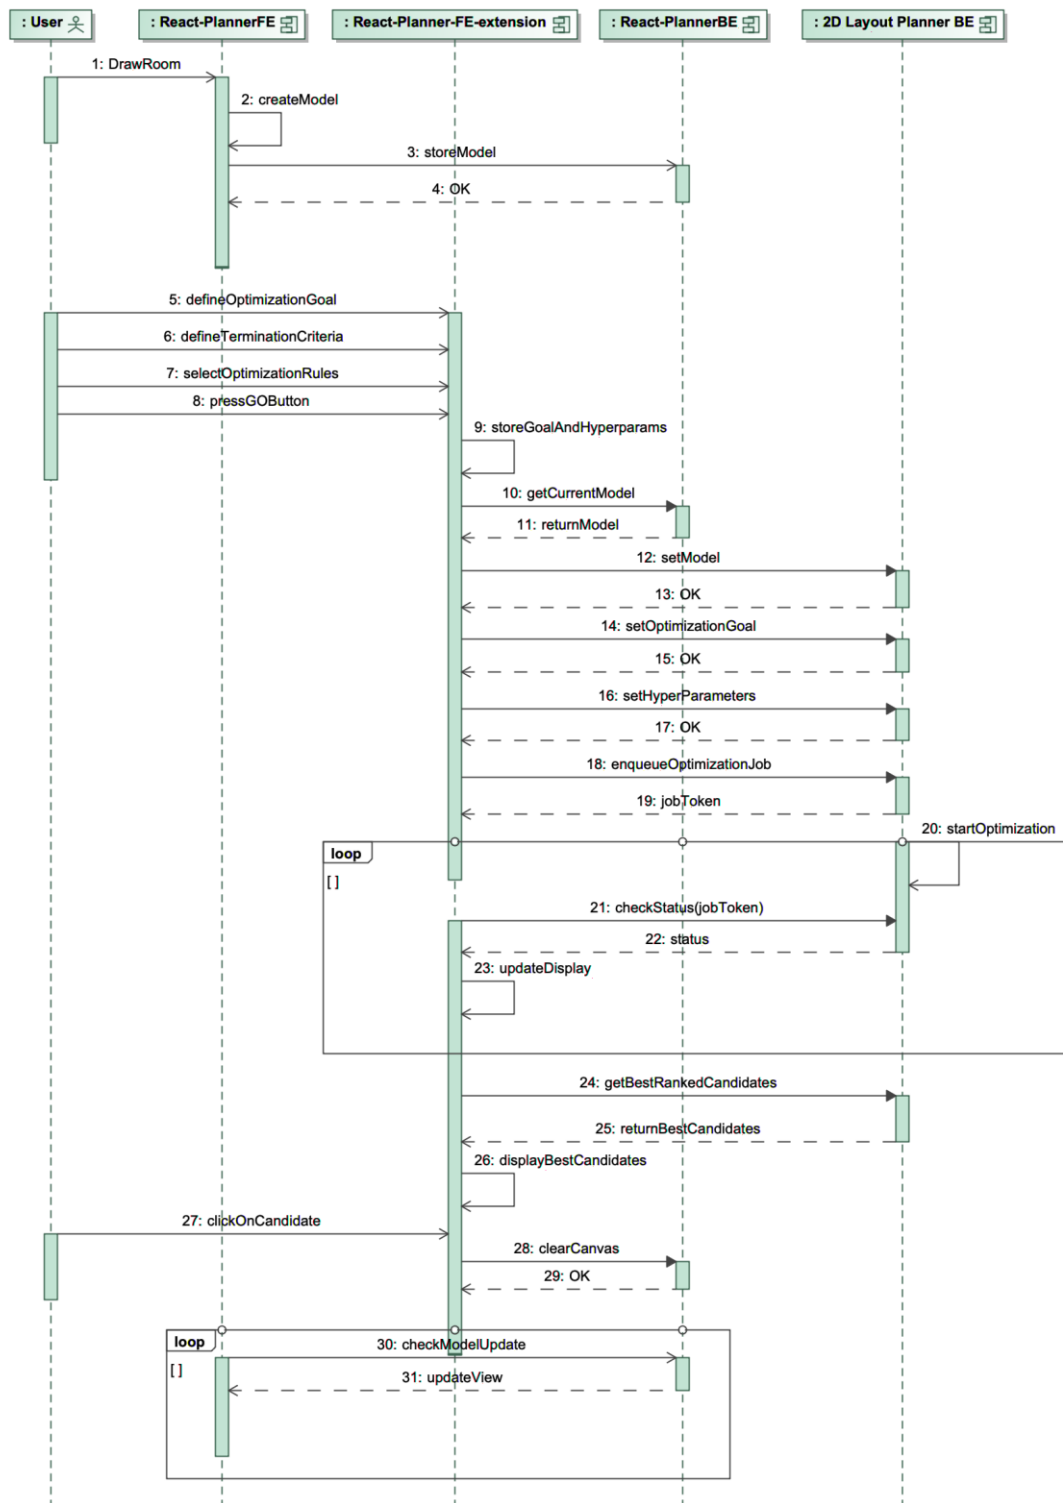 : User
: React-PlannerFE
: React-Planner-FE-extension
: React-PlannerBE
: 2D Layout Planner BE
1: DrawRoom
2: createModel
3: storeModel
4: OK
5: defineOptimizationGoal
6: defineTerminationCriteria
7: selectOptimizationRules
8: pressGOButton
9: storeGoalAndHyperparams
10: getCurrentModel
11: returnModel
12: setModel
13: OK
14: setOptimizationGoal
15: OK
16: setHyperParameters
17: OK
18: enqueueOptimizationJob
19: jobToken
20: startOptimization
loop
[ ]
21: checkStatus(jobToken)
22: status
23: updateDisplay
24: getBestRankedCandidates
25: returnBestCandidates
26: displayBestCandidates
27: clickOnCandidate
28: clearCanvas
29: OK
loop
30: checkModelUpdate
[ ]
31: updateView